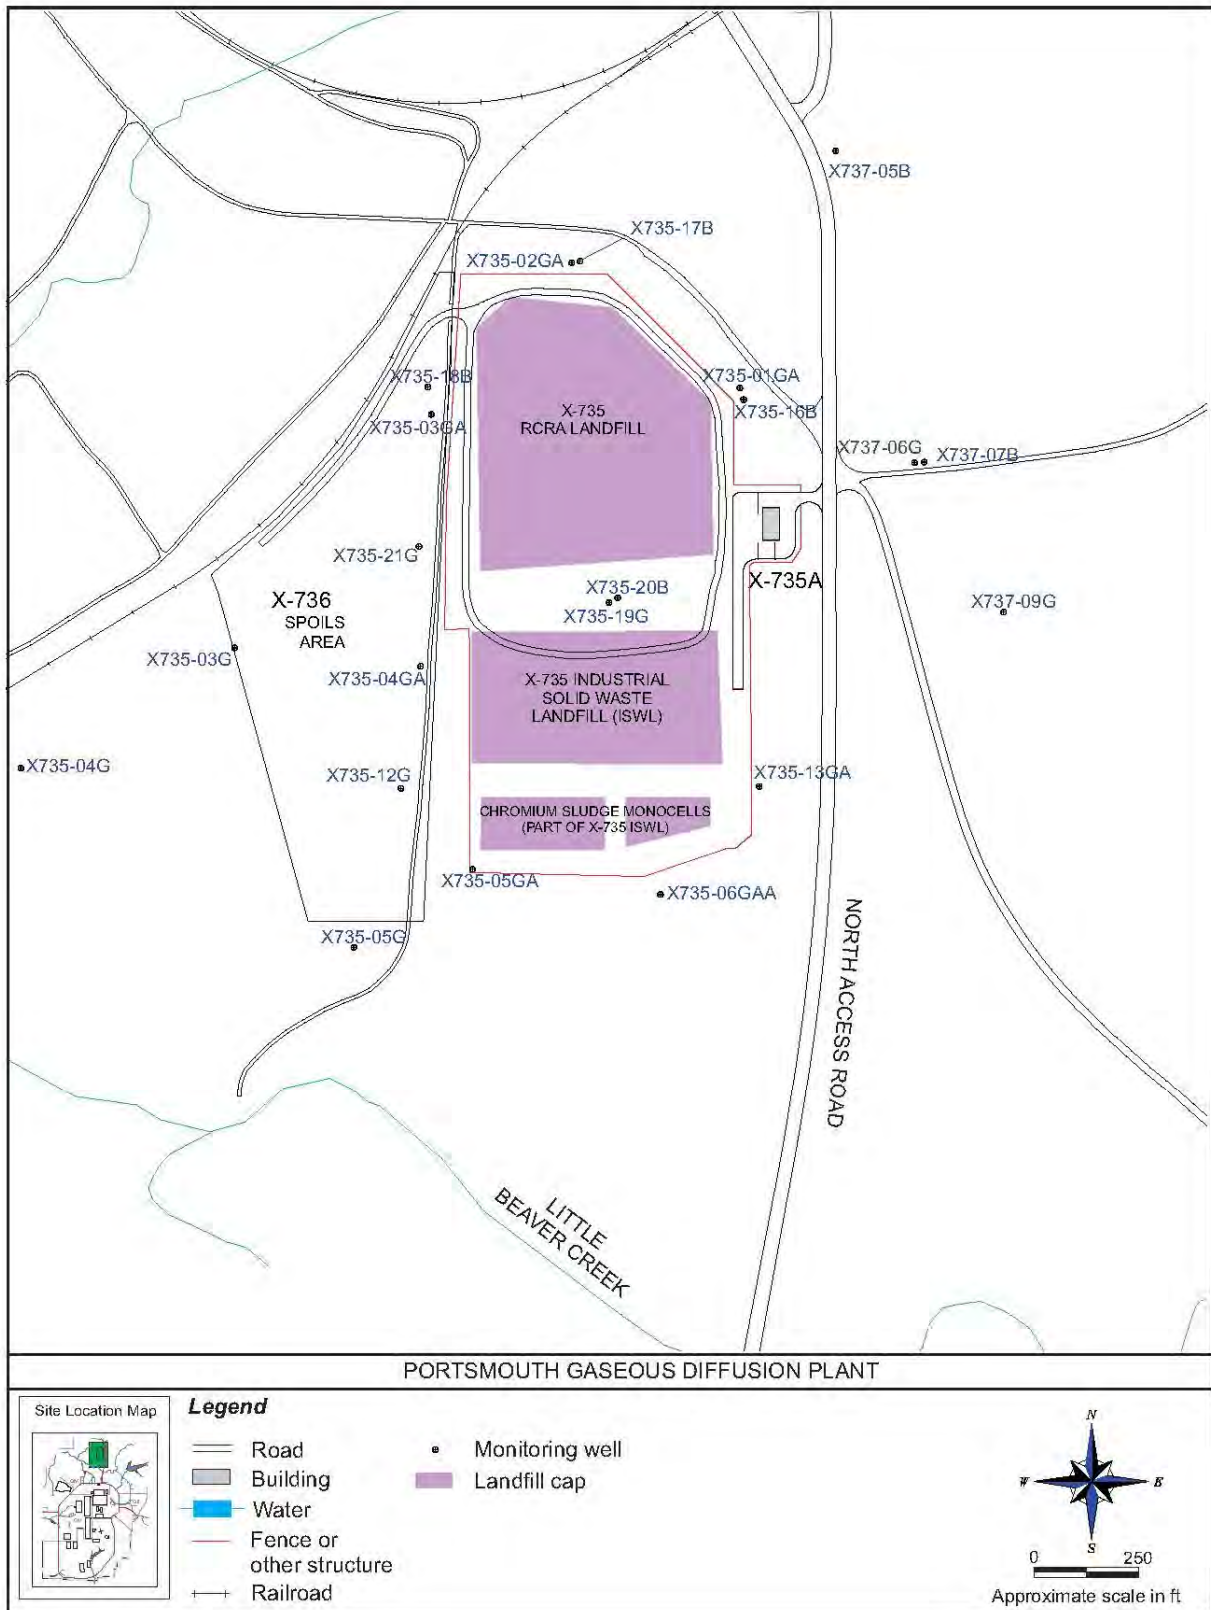 X737-05B
X735-17B
X735-02GA
X735-18B
X735-01GA
X-735
RCRA LANDFILL
X735-16B
X735-03GA
X737-06G
X737-07B
X735-21G
X-735A
X735-20B
X-736
SPOILS
AREA
X735-19G
X737-09G
X735-03G
X735-04GA
X-735 INDUSTRIAL
SOLID WASTE
LANDFILL (ISWL)
X735-04G
X735-12G
X735-13GA
CHROMIUM SLUDGE MONOCELLS
(PART OF X-735 ISWL)
X735-05GA
X735-06GAA
X735-05G
NORTH ACCESS ROAD
LITTLE
BEAVER CREEK
PORTSMOUTH GASEOUS DIFFUSION PLANT
Site Location Map
Legend
Road
Building
Water
Fence or
other structure
Railroad
Monitoring well
Landfill cap
N
W
E
S
0 250
Approximate scale in ft